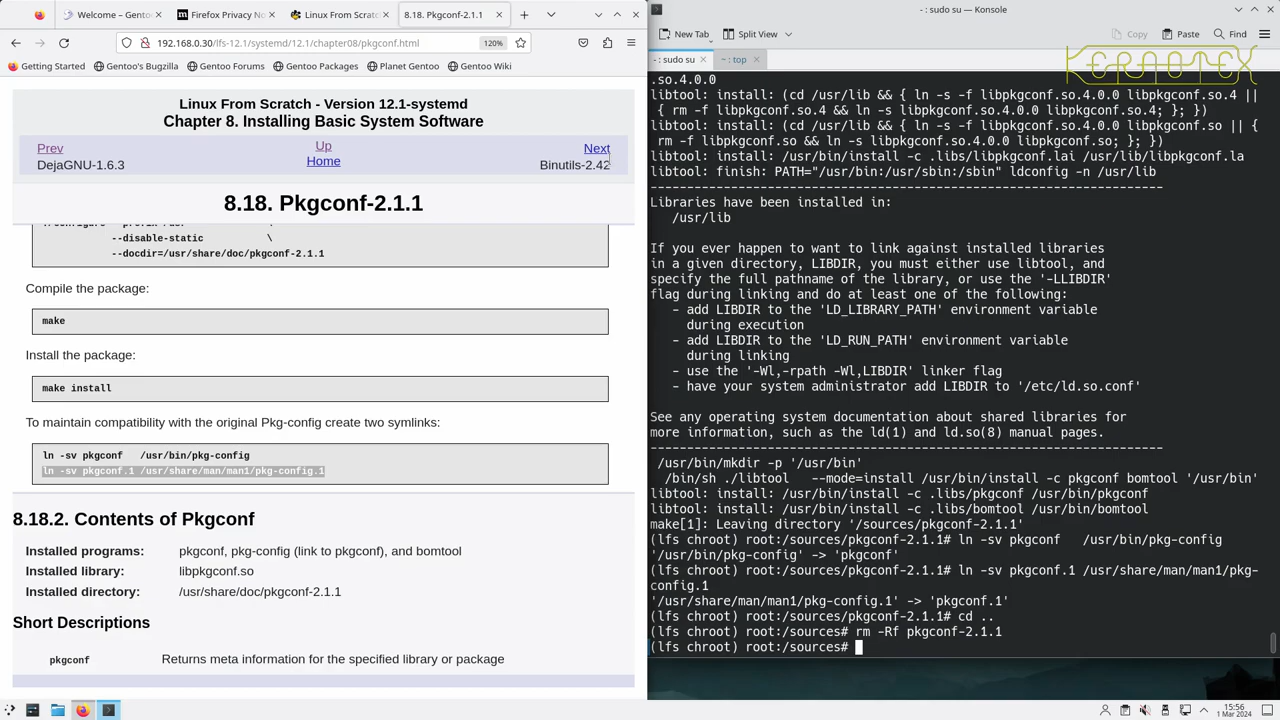 Welcome – Gento
Firefox Privacy No
Linux From Scratc
8.18. Pkgconf-2.1.1
192.168.0.30/lfs-12.1/systemd/12.1/chapter08/pkgconf.html
120%
Getting Started
Gentoo's Bugzilla
Gentoo Forums
Gentoo Packages
Planet Gentoo
Gentoo Wiki
Linux From Scratch - Version 12.1-systemd
Chapter 8. Installing Basic System Software
Prev
Up
Next
DejaGNU-1.6.3
Home
Binutils-2.42
8.18. Pkgconf-2.1.1
--disable-static \
--docdir=/usr/share/doc/pkgconf-2.1.1
Compile the package:
make
Install the package:
make install
To maintain compatibility with the original Pkg-config create two symlinks:
ln -sv pkgconf   /usr/bin/pkg-config
ln -sv pkgconf.1 /usr/share/man/man1/pkg-config.1
8.18.2. Contents of Pkgconf
Installed programs: pkgconf, pkg-config (link to pkgconf), and bomtool
Installed library: libpkgconf.so
Installed directory: /usr/share/doc/pkgconf-2.1.1
Short Descriptions
pkgconf Returns meta information for the specified library or package
- : sudo su — Konsole
New Tab
Split View
Copy
Paste
Find
- : sudo su
~ : top
KERAOTEX
.so.4.0.0
libtool: install: (cd /usr/lib && { ln -s -f libpkgconf.so.4.0.0 libpkgconf.so.4 ||
 { rm -f libpkgconf.so.4 && ln -s libpkgconf.so.4.0.0 libpkgconf.so.4; }; })
libtool: install: (cd /usr/lib && { ln -s -f libpkgconf.so.4.0.0 libpkgconf.so || {
 rm -f libpkgconf.so && ln -s libpkgconf.so.4.0.0 libpkgconf.so; }; })
libtool: install: /usr/bin/install -c .libs/libpkgconf.lai /usr/lib/libpkgconf.la
libtool: finish: PATH="/usr/bin:/usr/sbin:/sbin" ldconfig -n /usr/lib
----------------------------------------------------------------------
Libraries have been installed in:
   /usr/lib
If you ever happen to want to link against installed libraries
in a given directory, LIBDIR, you must either use libtool, and
specify the full pathname of the library, or use the '-LLIBDIR'
flag during linking and do at least one of the following:
   - add LIBDIR to the 'LD_LIBRARY_PATH' environment variable
     during execution
   - add LIBDIR to the 'LD_RUN_PATH' environment variable
     during linking
   - use the '-Wl,-rpath -Wl,LIBDIR' linker flag
   - have your system administrator add LIBDIR to '/etc/ld.so.conf'
See any operating system documentation about shared libraries for
more information, such as the ld(1) and ld.so(8) manual pages.
----------------------------------------------------------------------
 /usr/bin/mkdir -p '/usr/bin'
  /bin/sh ./libtool   --mode=install /usr/bin/install -c pkgconf bomtool '/usr/bin'
libtool: install: /usr/bin/install -c .libs/pkgconf /usr/bin/pkgconf
libtool: install: /usr/bin/install -c .libs/bomtool /usr/bin/bomtool
make[1]: Leaving directory '/sources/pkgconf-2.1.1'
(lfs chroot) root:/sources/pkgconf-2.1.1# ln -sv pkgconf   /usr/bin/pkg-config
'/usr/bin/pkg-config' -> 'pkgconf'
(lfs chroot) root:/sources/pkgconf-2.1.1# ln -sv pkgconf.1 /usr/share/man/man1/pkg-
config.1
'/usr/share/man/man1/pkg-config.1' -> 'pkgconf.1'
(lfs chroot) root:/sources/pkgconf-2.1.1# cd ..
(lfs chroot) root:/sources# rm -Rf pkgconf-2.1.1
(lfs chroot) root:/sources#
15:56
1 Mar 2024